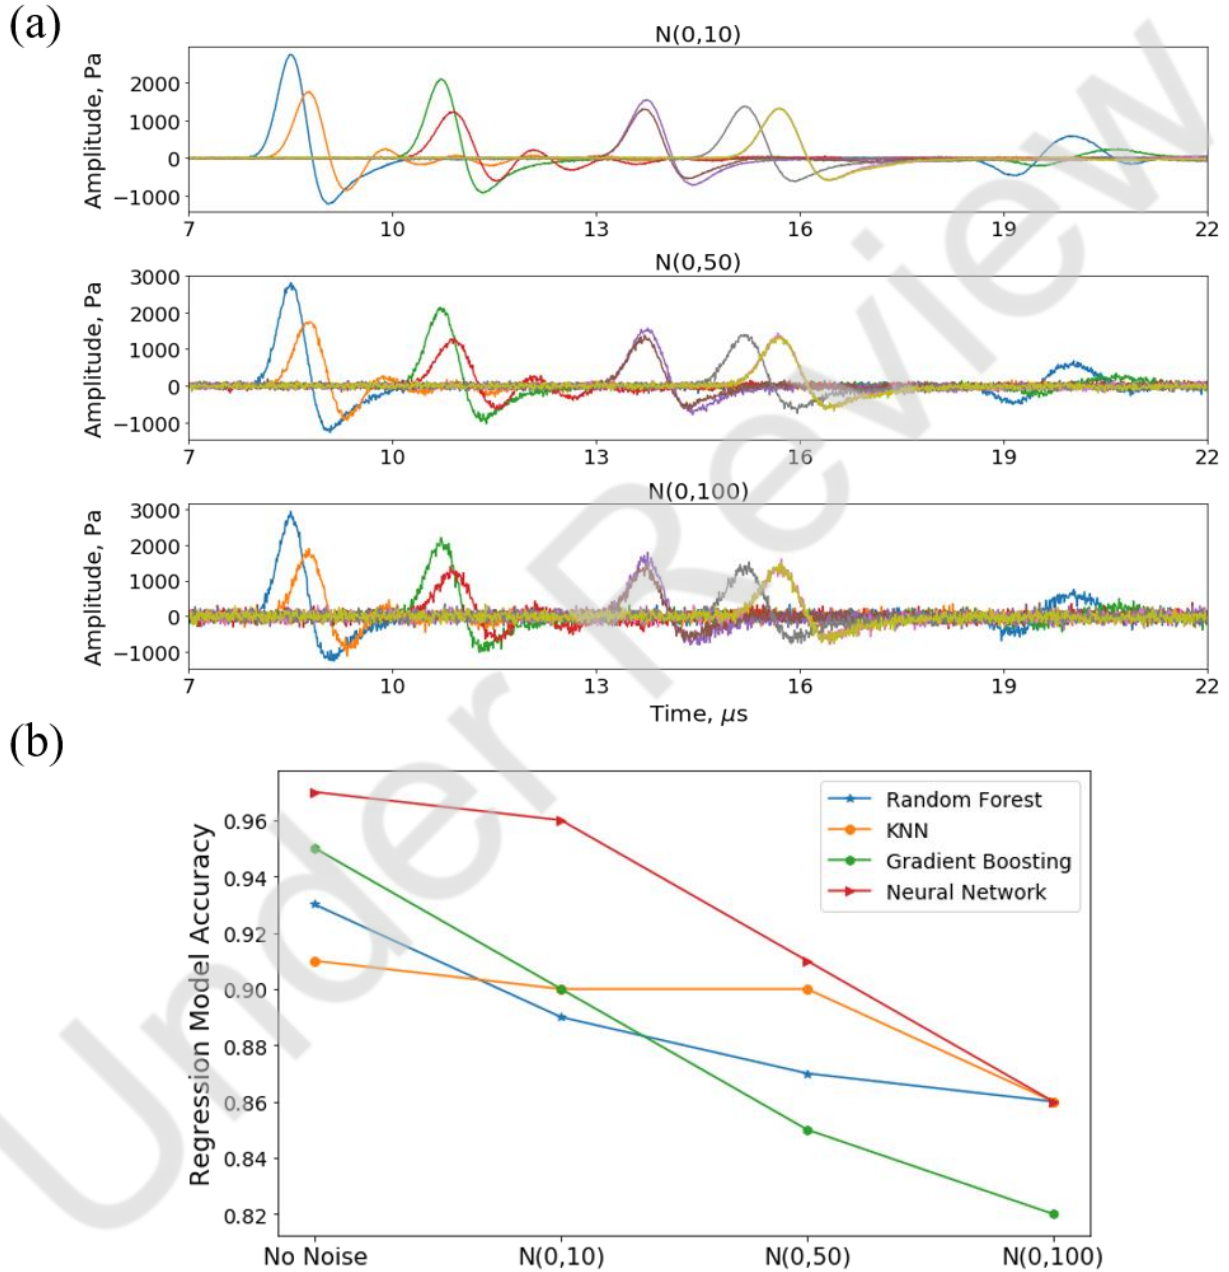 (a)
N(0,10)
Amplitude, Pa
2000
1000
0
−1000
7 10 13 16 19 22
N(0,50)
Amplitude, Pa
3000
2000
1000
0
−1000
7 10 13 16 19 22
N(0,100)
Amplitude, Pa
3000
2000
1000
0
−1000
7 10 13 16 19 22
Time, μs
(b)
Regression Model Accuracy
0.96
0.94
0.92
0.90
0.88
0.86
0.84
0.82
Random Forest
KNN
Gradient Boosting
Neural Network
No Noise N(0,10) N(0,50) N(0,100)
Under Review